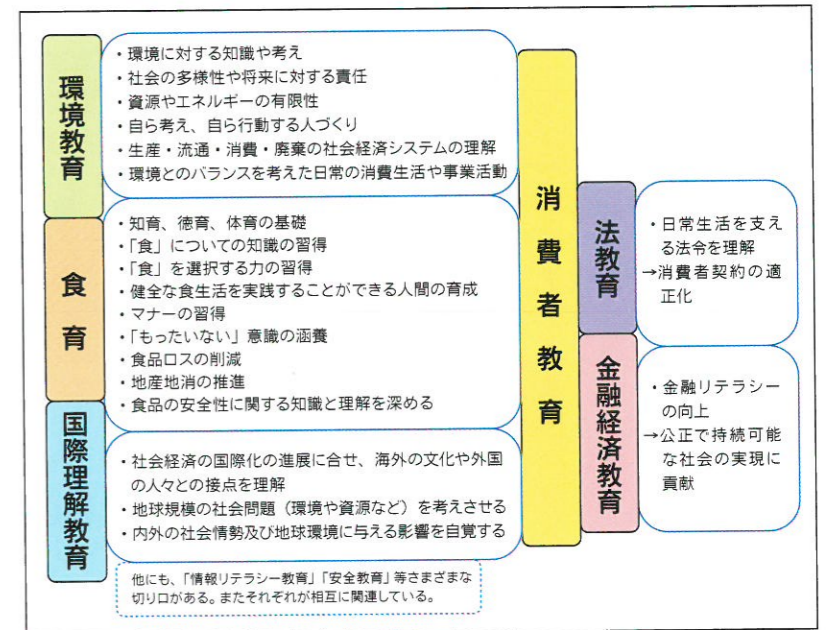 環境教育
・環境に対する知識や考え
・社会の多様性や将来に対する責任
・資源やエネルギーの有限性
・自ら考え、自ら行動する人づくり
・生産・流通・消費・廃棄の社会経済システムの理解
・環境とのバランスを考えた日常の消費生活や事業活動
食育
・知育、徳育、体育の基礎
・「食」についての知識の習得
・「食」を選択する力の習得
・健全な食生活を実践することができる人間の育成
・マナーの習得
・「もったいない」意識の涵養
・食品ロスの削減
・地産地消の推進
・食品の安全性に関する知識と理解を深める
国際理解教育
・社会経済の国際化の進展に合せ、海外の文化や外国
の人々との接点を理解
・地球規模の社会問題（環境や資源など）を考えさせる
・内外の社会情勢及び地球環境に与える影響を自覚する
他にも、「情報リテラシー教育」「安全教育」等さまざまな
切り口がある。またそれぞれが相互に関連している。
消費者教育
法教育
・日常生活を支え
る法令を理解
→消費者契約の適
正化
金融経済教育
・金融リテラシー
の向上
→公正で持続可能
な社会の実現に
貢献